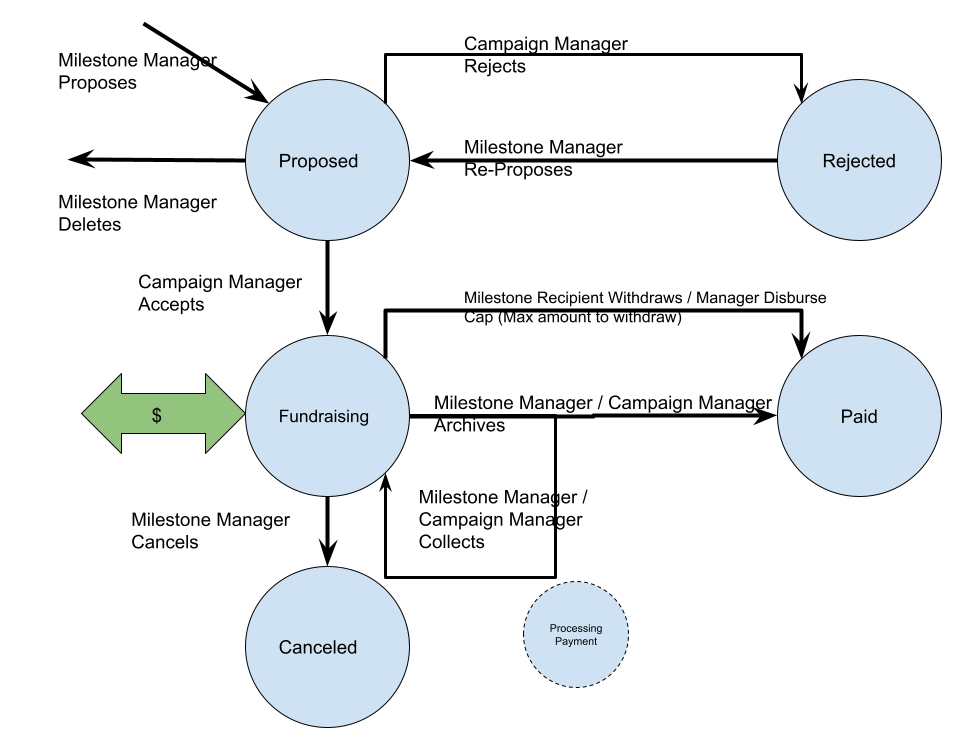 Campaign Manager
Rejects
Milestone Manager
Proposes
Proposed
Milestone Manager
Re-Proposes
Rejected
Milestone Manager
Deletes
Campaign Manager
Accepts
Milestone Recipient Withdraws / Manager Disburse
Cap (Max amount to withdraw)
$
Fundraising
Milestone Manager / Campaign Manager
Archives
Paid
Milestone Manager /
Campaign Manager
Collects
Milestone Manager
Cancels
Canceled
Processing
Payment